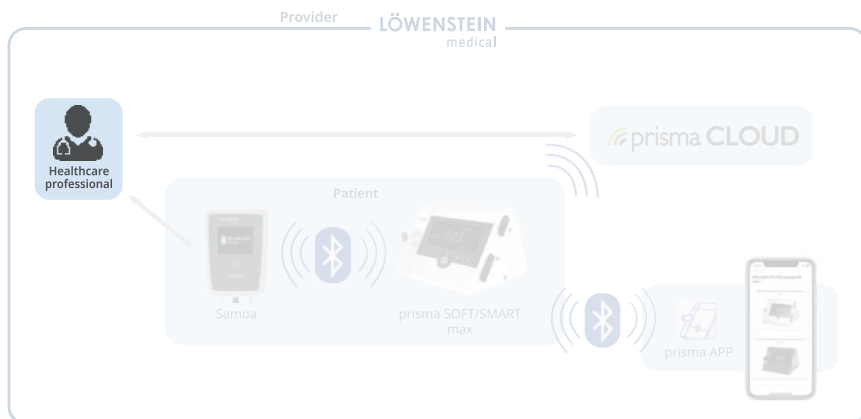 Provider
LÖWENSTEIN
medical
Healthcare
professional
prisma CLOUD
Patient
Samoa
prisma SOFT/SMART
max
prisma APP